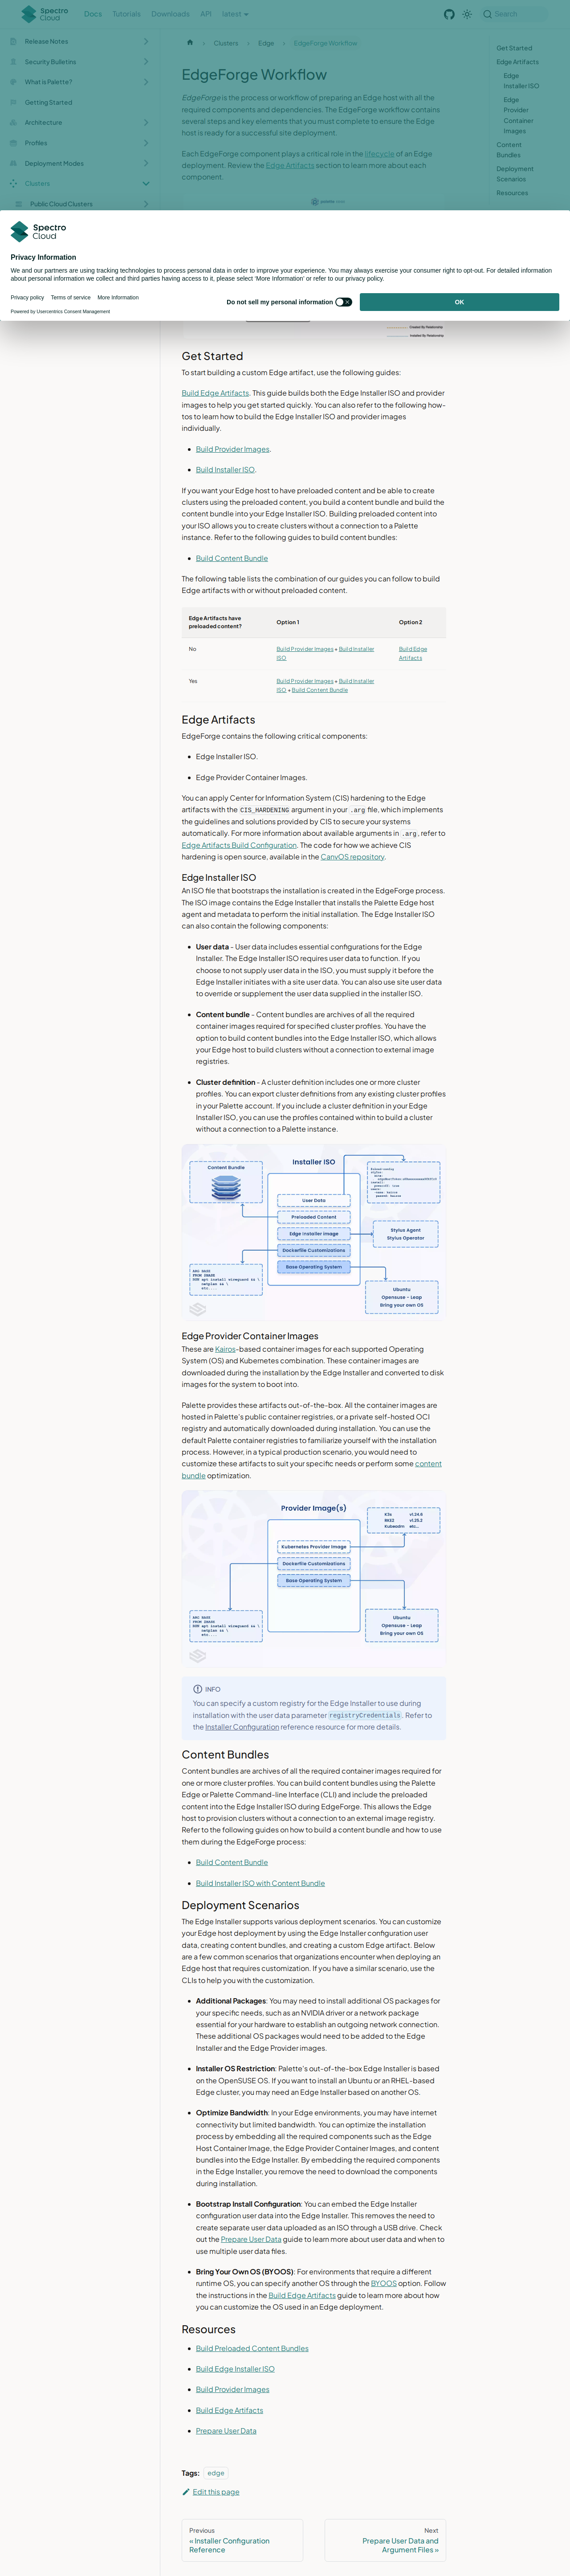 Spectro Cloud
Docs
Tutorials
Downloads
API
latest
Search
Release Notes
Security Bulletins
What is Palette?
Getting Started
Architecture
Profiles
Deployment Modes
Clusters
Public Cloud Clusters
Clusters
Edge
EdgeForge Workflow
EdgeForge Workflow
EdgeForge is the process or workflow of preparing an Edge host with all the
required components and dependencies. The EdgeForge workflow contains
several steps and key elements that you must complete to ensure the Edge
host is ready for a successful site deployment.
Each EdgeForge component plays a critical role in the lifecycle of an Edge
deployment. Review the Edge Artifacts section to learn more about each
component.
Get Started
Edge Artifacts
Edge
Installer ISO
Edge
Provider
Container
Images
Content
Bundles
Deployment
Scenarios
Resources
Spectro Cloud
Privacy Information
We and our partners are using tracking technologies to process personal data in order to improve your experience. You may always exercise your consumer right to opt-out. For detailed information
about personal information we collect and third parties having access to it, please select 'More Information' or refer to our privacy policy.
Privacy policy
Terms of service
More Information
Powered by Usercentrics Consent Management
Do not sell my personal information
OK
Created By Relationship
Installed By Relationship
Get Started
To start building a custom Edge artifact, use the following guides:
Build Edge Artifacts. This guide builds both the Edge Installer ISO and provider
images to help you get started quickly. You can also refer to the following how-
tos to learn how to build the Edge Installer ISO and provider images
individually.
Build Provider Images.
Build Installer ISO.
If you want your Edge host to have preloaded content and be able to create
clusters using the preloaded content, you build a content bundle and build the
content bundle into your Edge Installer ISO. Building preloaded content into
your ISO allows you to create clusters without a connection to a Palette
instance. Refer to the following guides to build content bundles:
Build Content Bundle
The following table lists the combination of our guides you can follow to build
Edge artifacts with or without preloaded content.
Edge Artifacts have
preloaded content?
Option 1
Option 2
No
Build Provider Images + Build Installer
ISO
Build Edge
Artifacts
Yes
Build Provider Images + Build Installer
ISO + Build Content Bundle
Edge Artifacts
EdgeForge contains the following critical components:
Edge Installer ISO.
Edge Provider Container Images.
You can apply Center for Information System (CIS) hardening to the Edge
artifacts with the CIS_HARDENING argument in your .arg file, which implements
the guidelines and solutions provided by CIS to secure your systems
automatically. For more information about available arguments in .arg, refer to
Edge Artifacts Build Configuration. The code for how we achieve CIS
hardening is open source, available in the CanvOS repository.
Edge Installer ISO
An ISO file that bootstraps the installation is created in the EdgeForge process.
The ISO image contains the Edge Installer that installs the Palette Edge host
agent and metadata to perform the initial installation. The Edge Installer ISO
can also contain the following components:
User data - User data includes essential configurations for the Edge
Installer. The Edge Installer ISO requires user data to function. If you
choose to not supply user data in the ISO, you must supply it before the
Edge Installer initiates with a site user data. You can also use site user data
to override or supplement the user data supplied in the installer ISO.
Content bundle - Content bundles are archives of all the required
container images required for specified cluster profiles. You have the
option to build content bundles into the Edge Installer ISO, which allows
your Edge host to build clusters without a connection to external image
registries.
Cluster definition - A cluster definition includes one or more cluster
profiles. You can export cluster definitions from any existing cluster profiles
in your Palette account. If you include a cluster definition in your Edge
Installer ISO, you can use the profiles contained within to build a cluster
without a connection to a Palette instance.
Installer ISO
Content Bundle
User Data
Preloaded Content
Edge Installer Image
Dockerfile Customizations
Base Operating System
Stylus Agent
Stylus Operator
Ubuntu
Opensuse - Leap
Bring your own OS
ARG BASE
FROM $BASE
RUN apt install wireguard sa \
Edge Provider Container Images
These are Kairos-based container images for each supported Operating
System (OS) and Kubernetes combination. These container images are
downloaded during the installation by the Edge Installer and converted to disk
images for the system to boot into.
Palette provides these artifacts out-of-the-box. All the container images are
hosted in Palette's public container registries, or a private self-hosted OCI
registry and automatically downloaded during installation. You can use the
default Palette container registries to familiarize yourself with the installation
process. However, in a typical production scenario, you would need to
customize these artifacts to suit your specific needs or perform some content
bundle optimization.
Provider Image(s)
K3s v1.24.6
RKE2 v1.25.2
Kubeadm etc...
Kubernetes Provider Image
Dockerfile Customizations
Base Operating System
ARG BASE
FROM $BASE
RUN apt install wireguard sa \
Ubuntu
Opensuse - Leap
Bring your own OS
INFO
You can specify a custom registry for the Edge Installer to use during
installation with the user data parameter registryCredentials. Refer to
the Installer Configuration reference resource for more details.
Content Bundles
Content bundles are archives of all the required container images required for
one or more cluster profiles. You can build content bundles using the Palette
Edge or Palette Command-line Interface (CLI) and include the preloaded
content into the Edge Installer ISO during EdgeForge. This allows the Edge
host to provision clusters without a connection to an external image registry.
Refer to the following guides on how to build a content bundle and how to use
them during the EdgeForge process:
Build Content Bundle
Build Installer ISO with Content Bundle
Deployment Scenarios
The Edge Installer supports various deployment scenarios. You can customize
your Edge host deployment by using the Edge Installer configuration user
data, creating content bundles, and creating a custom Edge artifact. Below
are a few common scenarios that organizations encounter when deploying an
Edge host that requires customization. If you have a similar scenario, use the
CLIs to help you with the customization.
Additional Packages: You may need to install additional OS packages for
your specific needs, such as an NVIDIA driver or a network package
essential for your hardware to establish an outgoing network connection.
These additional OS packages would need to be added to the Edge
Installer and the Edge Provider images.
Installer OS Restriction: Palette's out-of-the-box Edge Installer is based
on the OpenSUSE OS. If you want to install an Ubuntu or an RHEL-based
Edge cluster, you may need an Edge Installer based on another OS.
Optimize Bandwidth: In your Edge environments, you may have internet
connectivity but limited bandwidth. You can optimize the installation
process by embedding all the required components such as the Edge
Host Container Image, the Edge Provider Container Images, and content
bundles into the Edge Installer. By embedding the required components
in the Edge Installer, you remove the need to download the components
during installation.
Bootstrap Install Configuration: You can embed the Edge Installer
configuration user data into the Edge Installer. This removes the need to
create separate user data uploaded as an ISO through a USB drive. Check
out the Prepare User Data guide to learn more about user data and when to
use multiple user data files.
Bring Your Own OS (BYOOS): For environments that require a different
runtime OS, you can specify another OS through the BYOOS option. Follow
the instructions in the Build Edge Artifacts guide to learn more about how
you can customize the OS used in an Edge deployment.
Resources
Build Preloaded Content Bundles
Build Edge Installer ISO
Build Provider Images
Build Edge Artifacts
Prepare User Data
Tags: edge
Edit this page
Previous
« Installer Configuration
Reference
Next
Prepare User Data and
Argument Files »